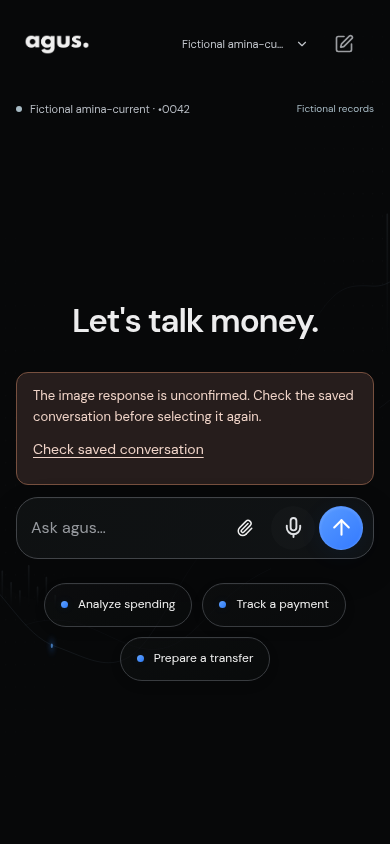 agus.
Fictional amina-cu...
Fictional amina-current · •0042
Fictional records
Let's talk money.
The image response is unconfirmed. Check the saved
conversation before selecting it again.
Check saved conversation
Ask agus...
Analyze spending
Track a payment
Prepare a transfer